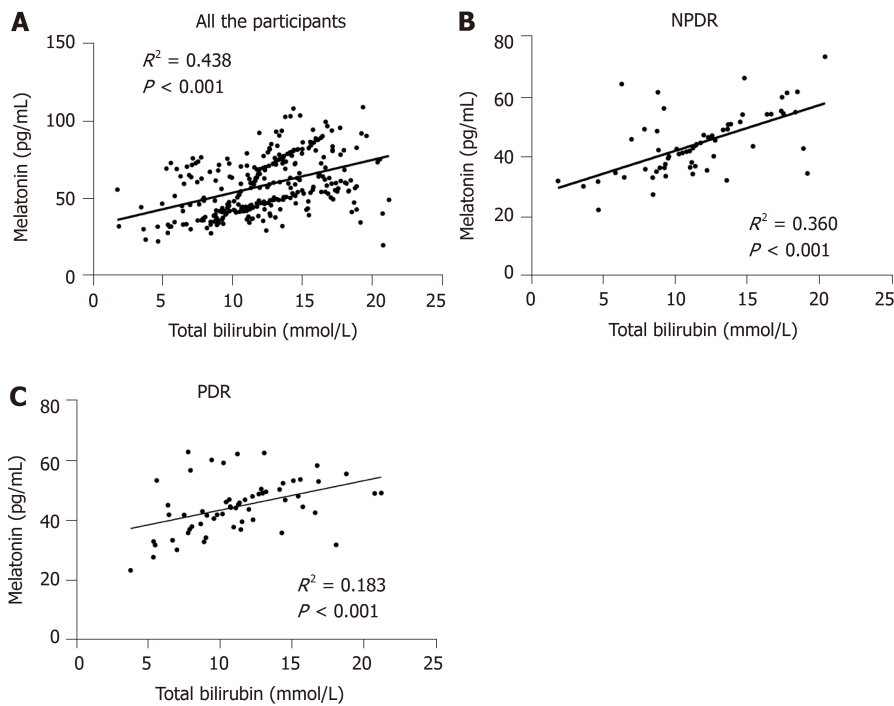 A
All the participants
150
100
50
0
R² = 0.438
P < 0.001
Melatonin (pg/mL)
0 5 10 15 20 25
Total bilirubin (mmol/L)
B
NPDR
80
60
40
20
0
R² = 0.360
P < 0.001
Melatonin (pg/mL)
0 5 10 15 20 25
Total bilirubin (mmol/L)
C
PDR
80
60
40
20
0
R² = 0.183
P < 0.001
Melatonin (pg/mL)
0 5 10 15 20 25
Total bilirubin (mmol/L)